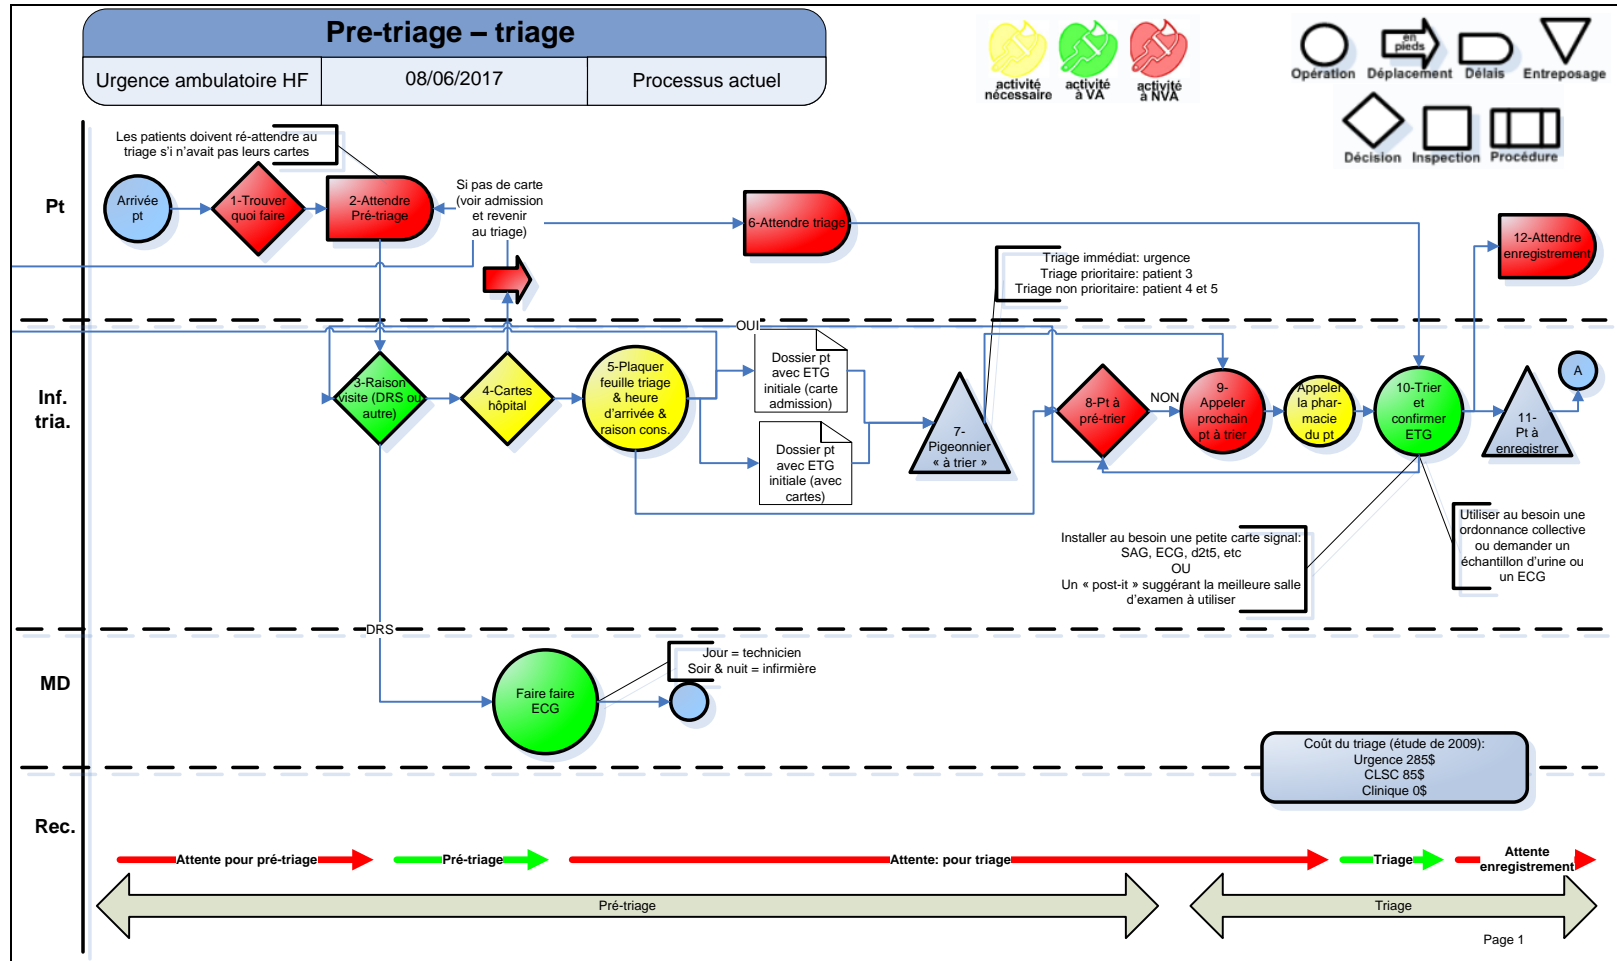 Pre-triage – triage
Urgence ambulatoire HF
08/06/2017
Processus actuel
activité
nécessaire
activité
à VA
activité
à NVA
Opération
en
pieds
Déplacement
Délais
Entreposage
Décision
Inspection
Procédure
Pt
Les patients doivent ré-attendre au
triage s'i n'avait pas leurs cartes
Arrivée
pt
1-Trouver
quoi faire
2-Attendre
Pré-triage
Si pas de carte
(voir admission
et revenir
au triage)
6-Attendre triage
Triage immédiat: urgence
Triage prioritaire: patient 3
Triage non prioritaire: patient 4 et 5
12-Attendre
enregistrement
Inf.
tria.
OUI
3-Raison
visite (DRS ou
autre)
4-Cartes
hôpital
5-Plaquer
feuille triage
& heure
d'arrivée &
raison cons.
Dossier pt
avec ETG
initiale (carte
admission)
Dossier pt
avec ETG
initiale (avec
cartes)
7-
Pigeonnier
« à trier »
8-Pt à
pré-trier
NON
9-
Appeler
prochain
pt à trier
Appeler
la phar-
macie
du pt
10-Trier
et
confirmer
ETG
11-
Pt à
enregistrer
A
Installer au besoin une petite carte signal:
SAG, ECG, d2t5, etc
OU
Un « post-it » suggérant la meilleure salle
d'examen à utiliser
Utiliser au besoin une
ordonnance collective
ou demander un
échantillon d'urine ou
un ECG
DRS
MD
Faire faire
ECG
Jour = technicien
Soir & nuit = infirmière
Coût du triage (étude de 2009):
Urgence 285$
CLSC 85$
Clinique 0$
Rec.
Attente pour pré-triage
Pré-triage
Attente: pour triage
Triage
Attente
enregistrement
Pré-triage
Triage
Page 1